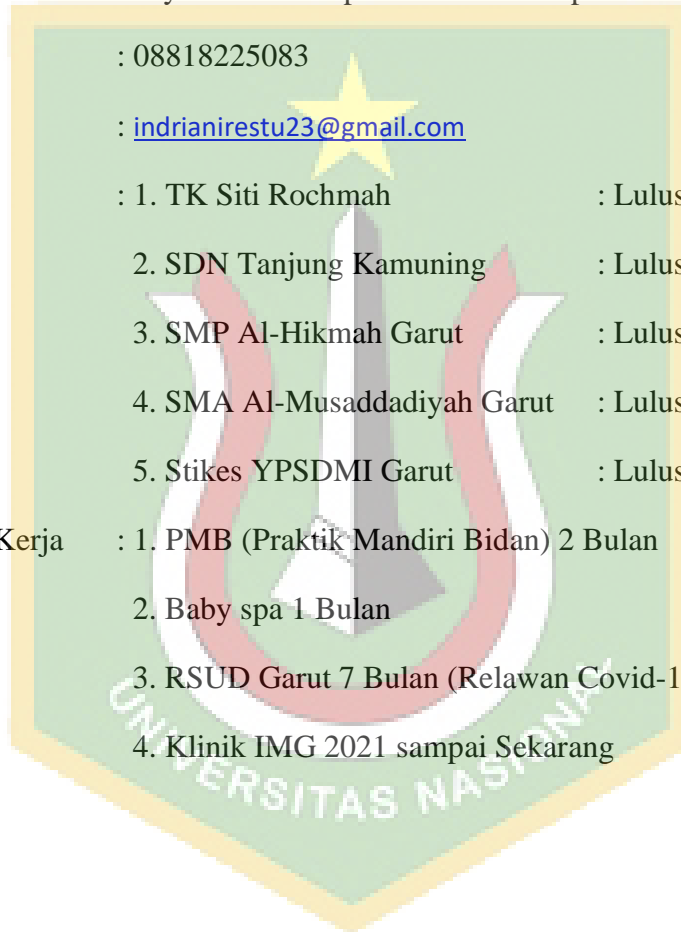 : 08818225083
: indrianirestu23@gmail.com
: 1. TK Siti Rochmah : Lulus
2. SDN Tanjung Kamuning : Lulus
3. SMP Al-Hikmah Garut : Lulus
4. SMA Al-Musaddadiyah Garut : Lulus
5. Stikes YPSDMI Garut : Lulus
Kerja : 1. PMB (Praktik Mandiri Bidan) 2 Bulan
2. Baby spa 1 Bulan
3. RSUD Garut 7 Bulan (Relawan Covid-1
4. Klinik IMG 2021 sampai Sekarang
UNIVERSITAS NASIONAL